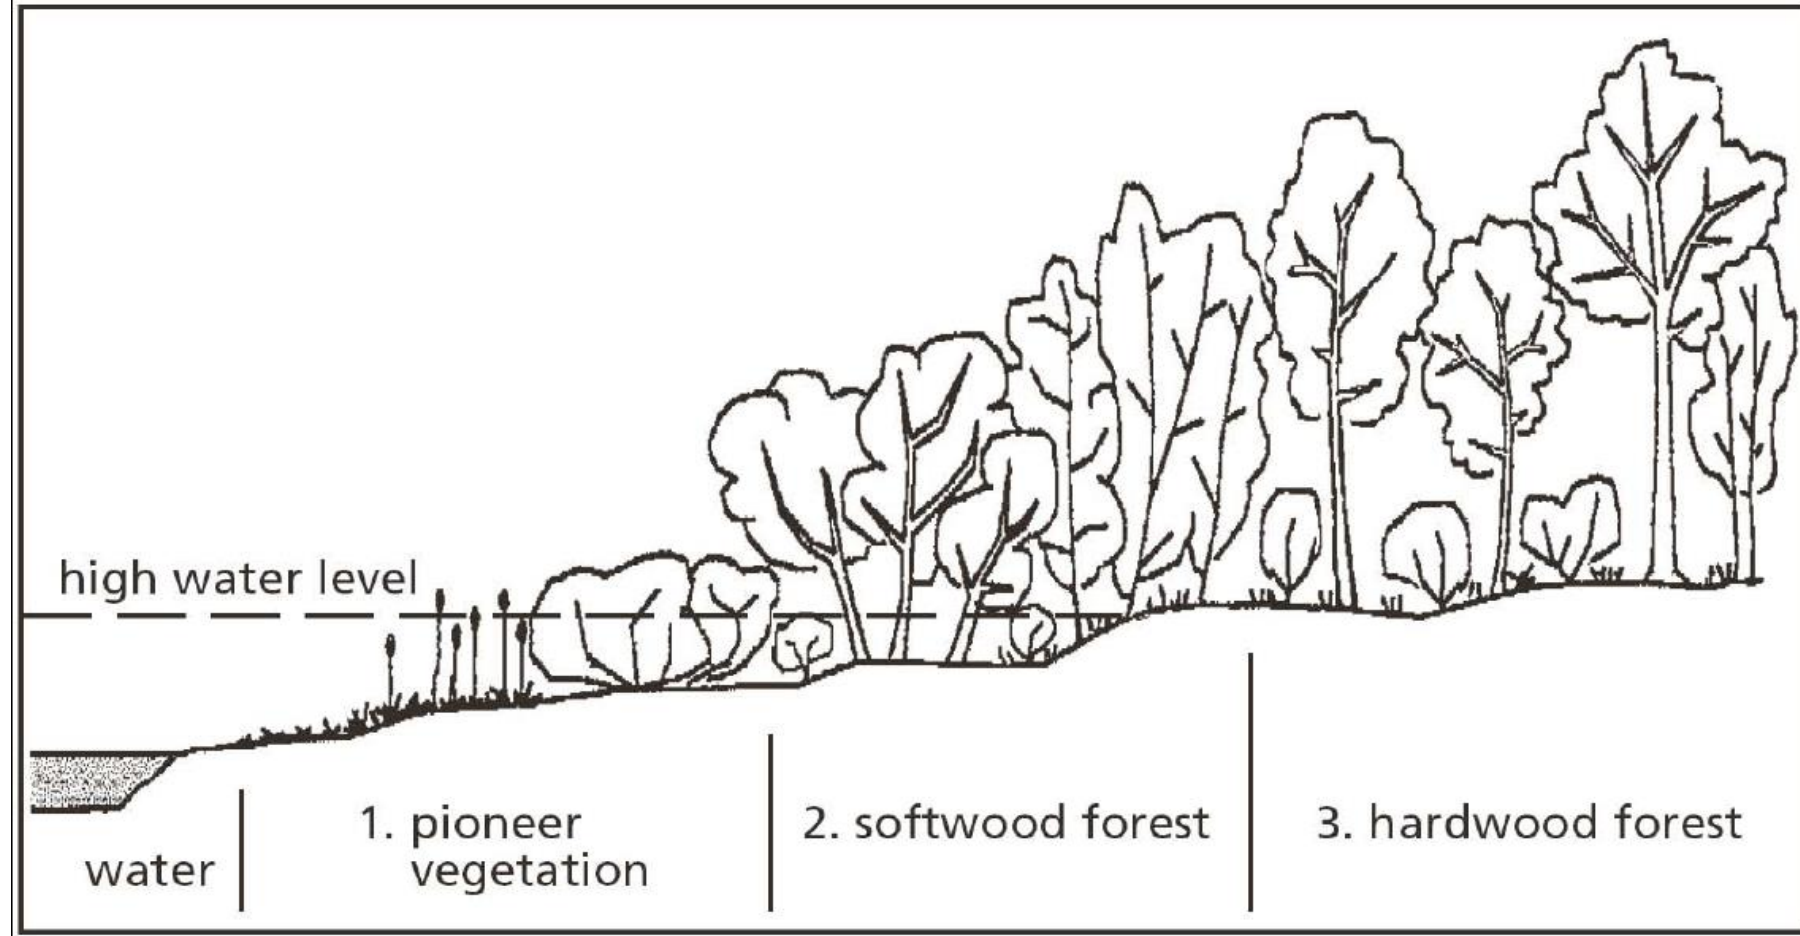 high water level
water
1. pioneer
vegetation
2. softwood forest
3. hardwood forest